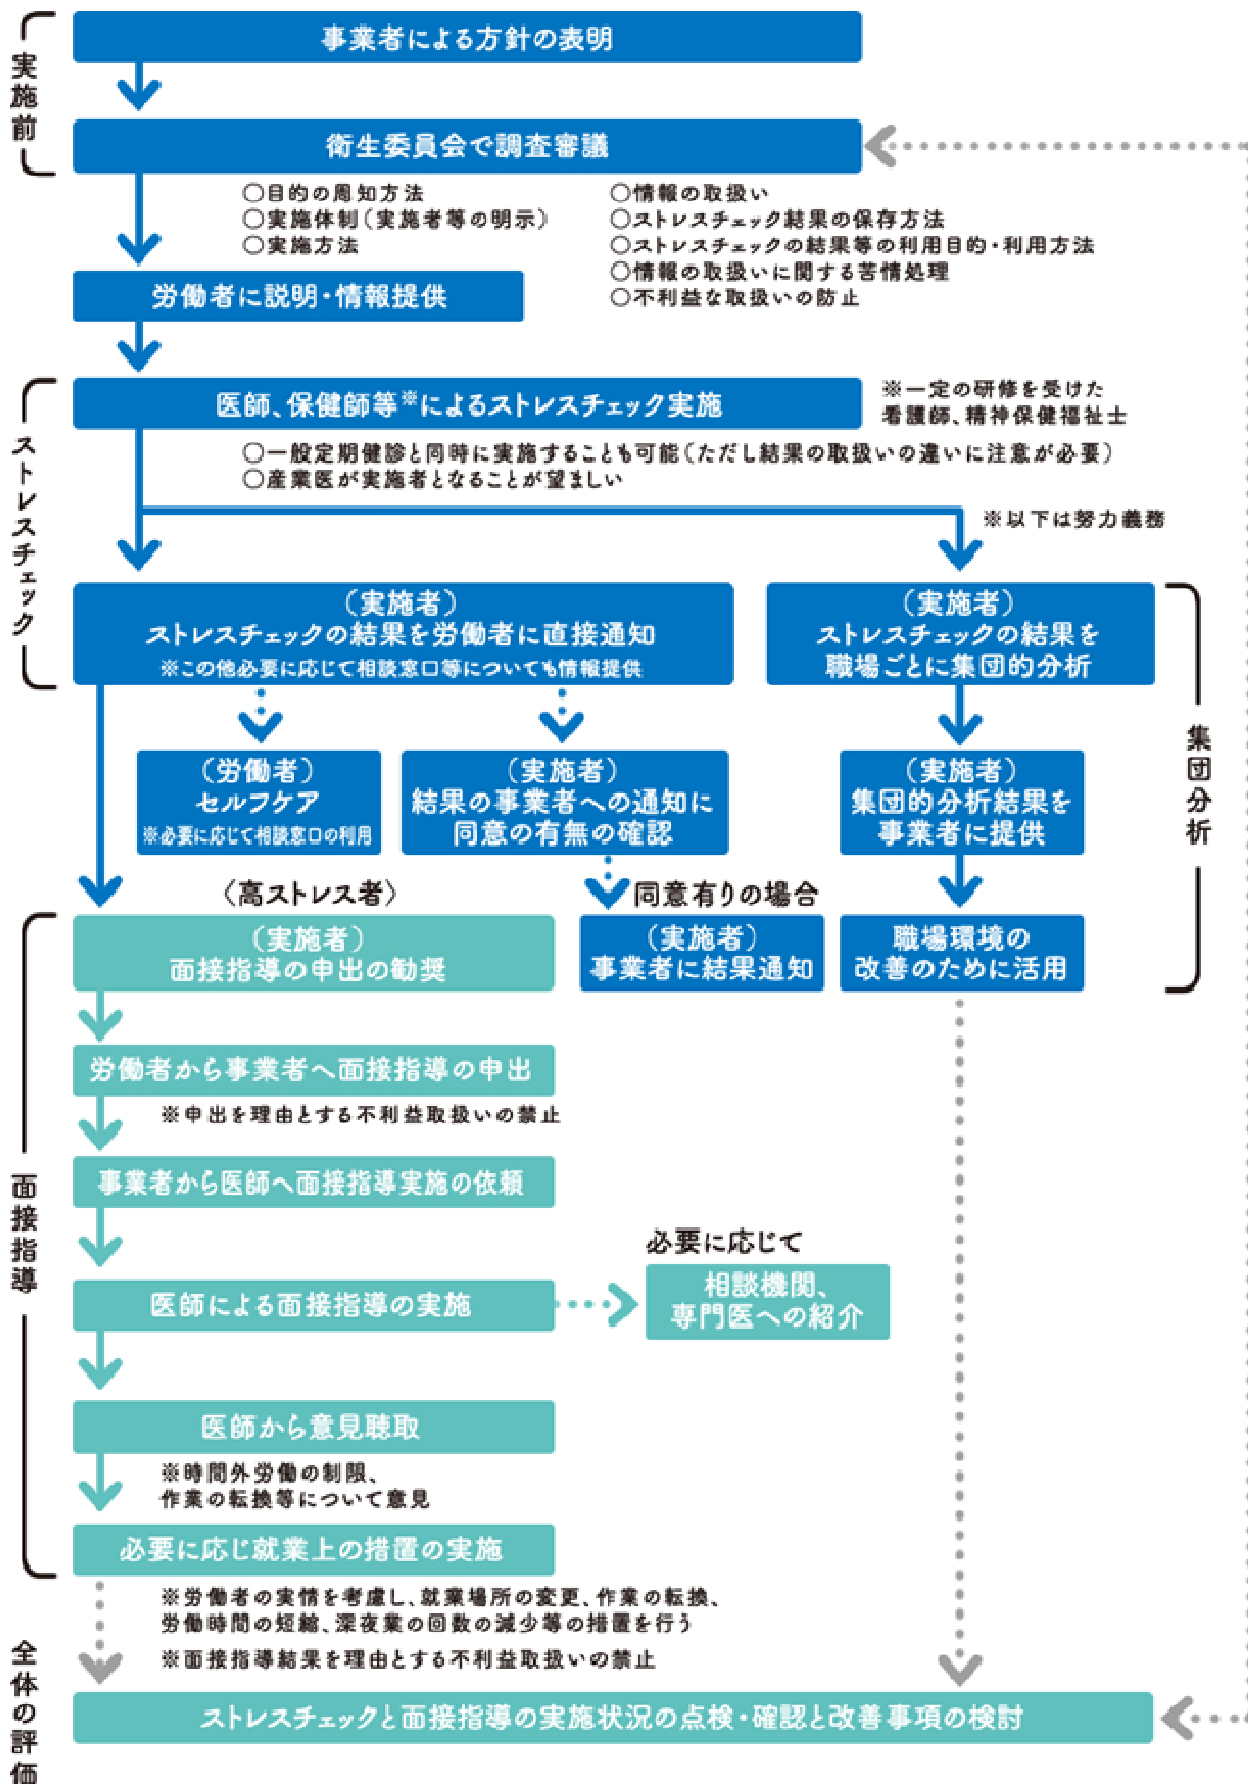 実施前
事業者による方針の表明
衛生委員会で調査審議
○目的の周知方法
○実施体制(実施者等の明示)
○実施方法
○情報の取扱い
○ストレスチェック結果の保存方法
○ストレスチェックの結果等の利用目的・利用方法
○情報の取扱いに関する苦情処理
○不利益な取扱いの防止
労働者に説明・情報提供
ストレスチェック
医師、保健師等※によるストレスチェック実施
※一定の研修を受けた
看護師、精神保健福祉士
○一般定期健診と同時に実施することも可能(ただし結果の取扱いの違いに注意が必要)
○産業医が実施者となることが望ましい
※以下は努力義務
(実施者)
ストレスチェックの結果を労働者に直接通知
※この他必要に応じて相談窓口等についても情報提供
(実施者)
ストレスチェックの結果を
職場ごとに集団的分析
集団分析
(労働者)
セルフケア
※必要に応じて相談窓口の利用
(実施者)
結果の事業者への通知に
同意の有無の確認
(実施者)
集団的分析結果を
事業者に提供
〈高ストレス者〉
同意有りの場合
面接指導
(実施者)
面接指導の申出の勧奨
(実施者)
事業者に結果通知
職場環境の
改善のために活用
労働者から事業者へ面接指導の申出
※申出を理由とする不利益取扱いの禁止
事業者から医師へ面接指導実施の依頼
必要に応じて
医師による面接指導の実施
相談機関、
専門医への紹介
医師から意見聴取
※時間外労働の制限、
作業の転換等について意見
必要に応じ就業上の措置の実施
※労働者の実情を考慮し、就業場所の変更、作業の転換、
労働時間の短縮、深夜業の回数の減少等の措置を行う
※面接指導結果を理由とする不利益取扱いの禁止
全体の評価
ストレスチェックと面接指導の実施状況の点検・確認と改善事項の検討